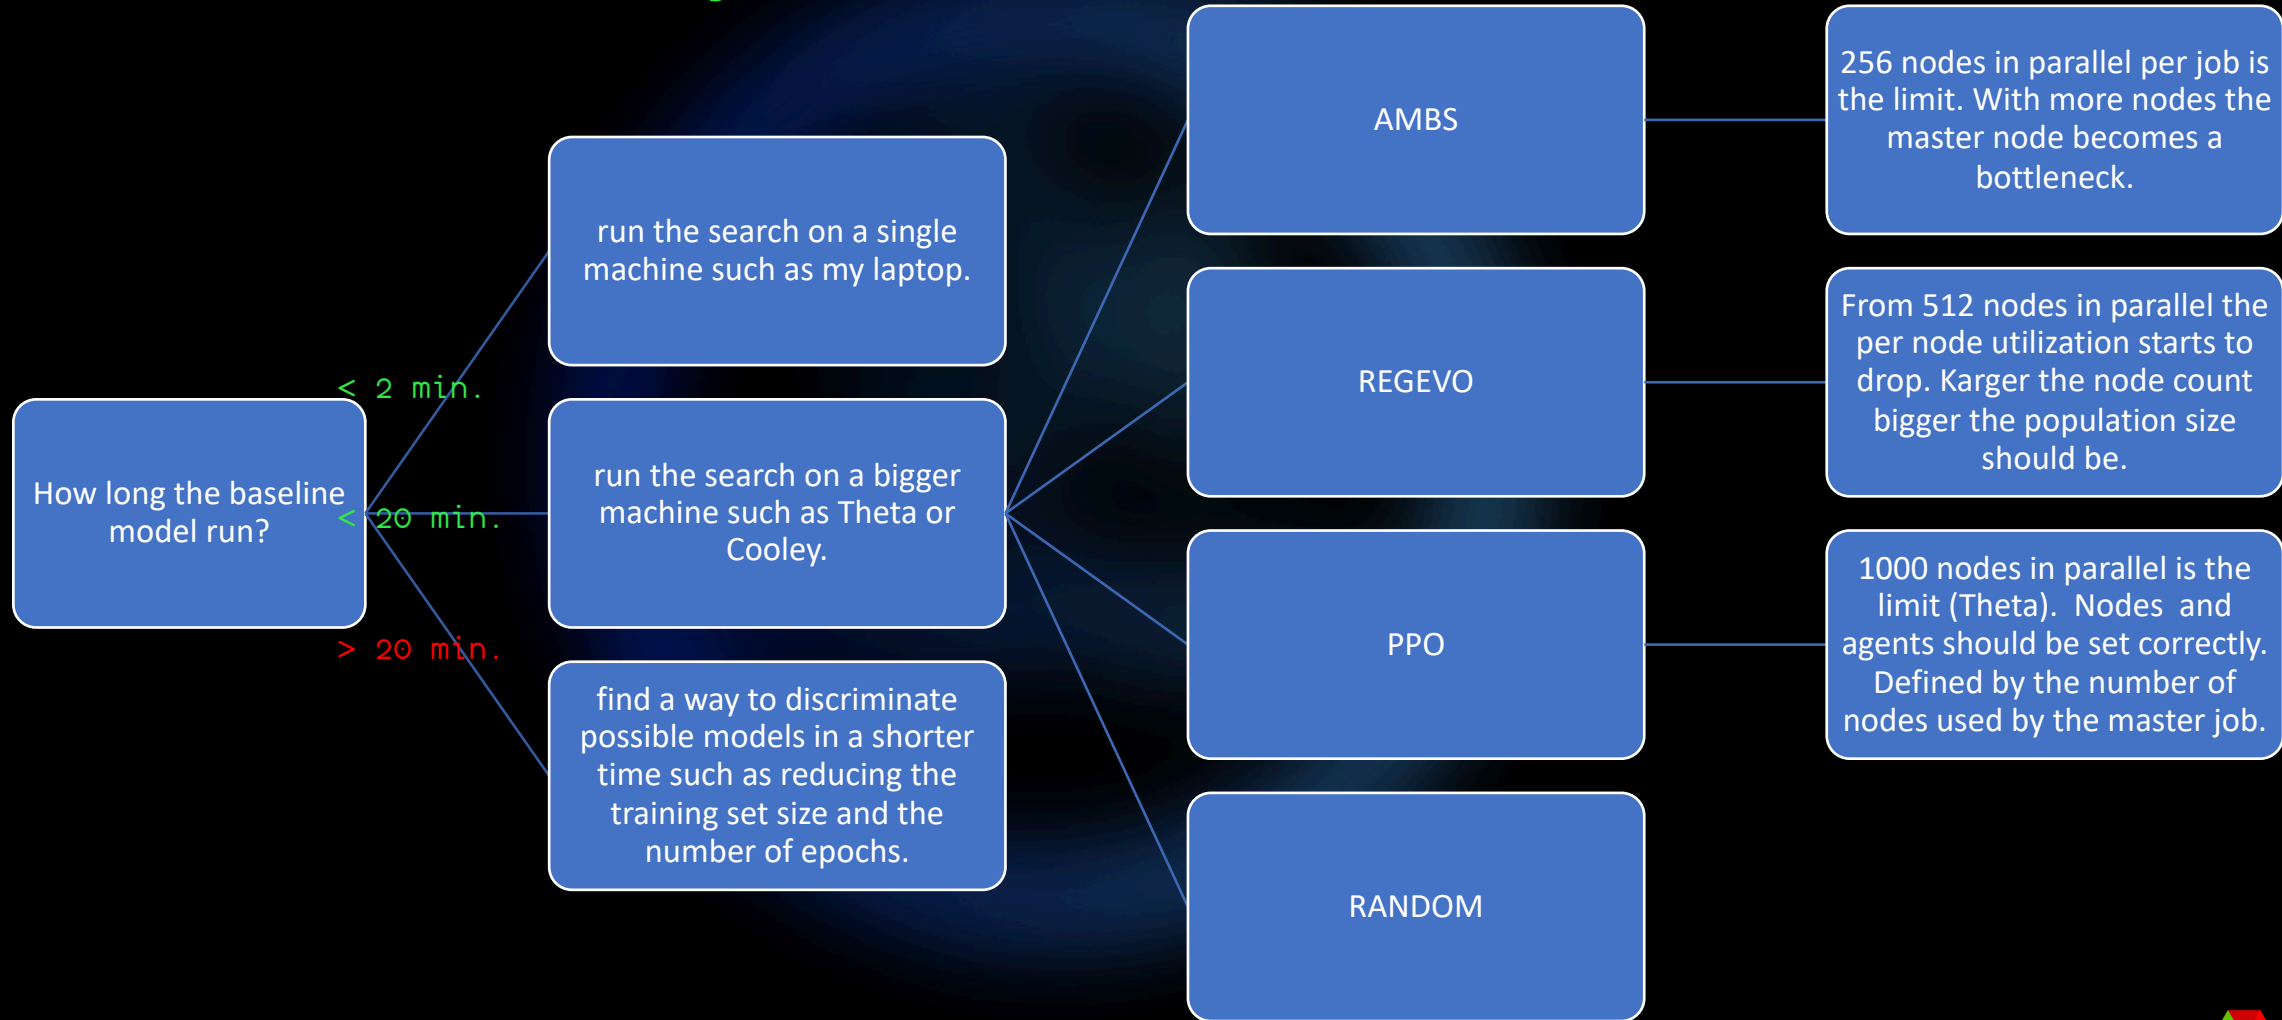 How long the baseline
model run?
< 2 min.
< 20 min.
> 20 min.
run the search on a single
machine such as my laptop.
run the search on a bigger
machine such as Theta or
Cooley.
find a way to discriminate
possible models in a shorter
time such as reducing the
training set size and the
number of epochs.
AMBS
REGEVO
PPO
RANDOM
256 nodes in parallel per job is
the limit. With more nodes the
master node becomes a
bottleneck.
From 512 nodes in parallel the
per node utilization starts to
drop. Karger the node count
bigger the population size
should be.
1000 nodes in parallel is the
limit (Theta).  Nodes  and
agents should be set correctly.
Defined by the number of
nodes used by the master job.